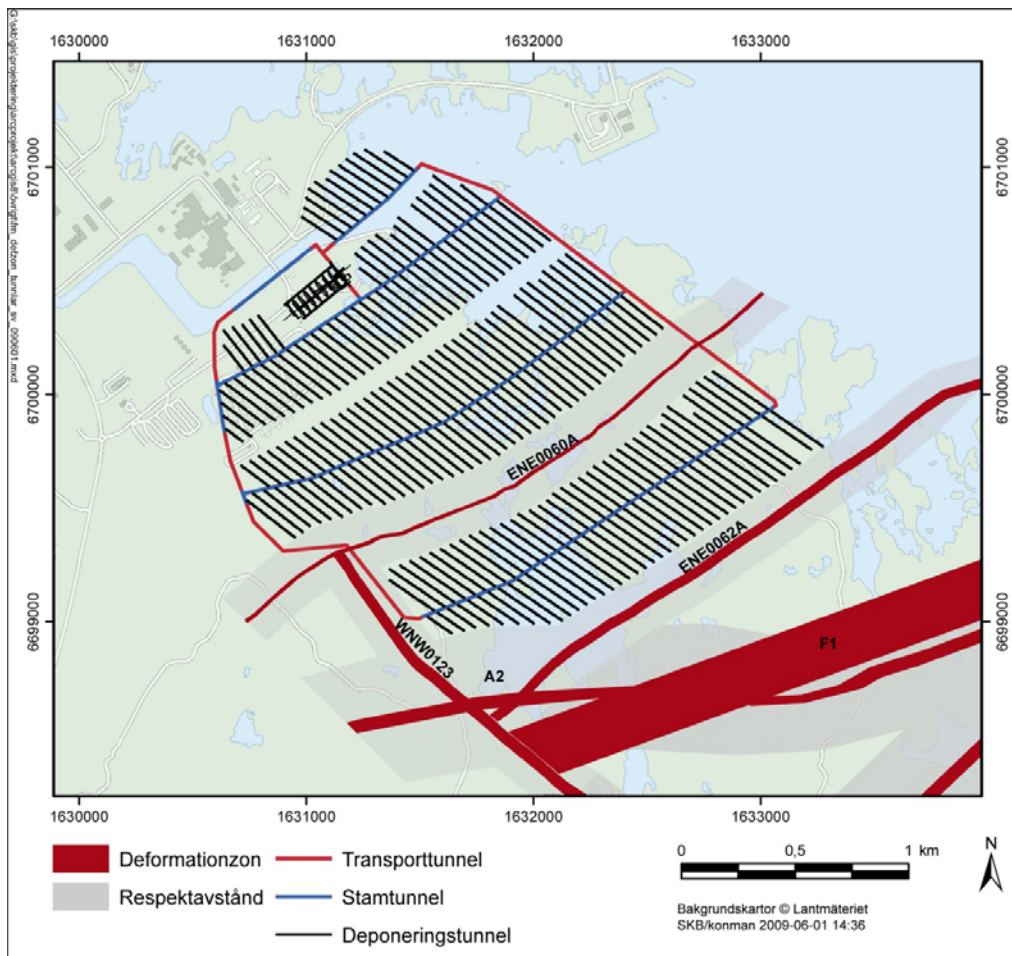 1630000 1631000 1632000 1633000
6701000 6701000
6700000 6700000
ENE0060A
ENE0062A
6699000 6699000
WNW0123
A2
F1
1630000 1631000 1632000 1633000
Deformationzon
Respektavstånd
Transporttunnel
Stamtunnel
Deponeringstunnel
0 0,5 1 km
N
Bakgrundskartor © Lantmäteriet
SKB/konman 2009-06-01 14:36